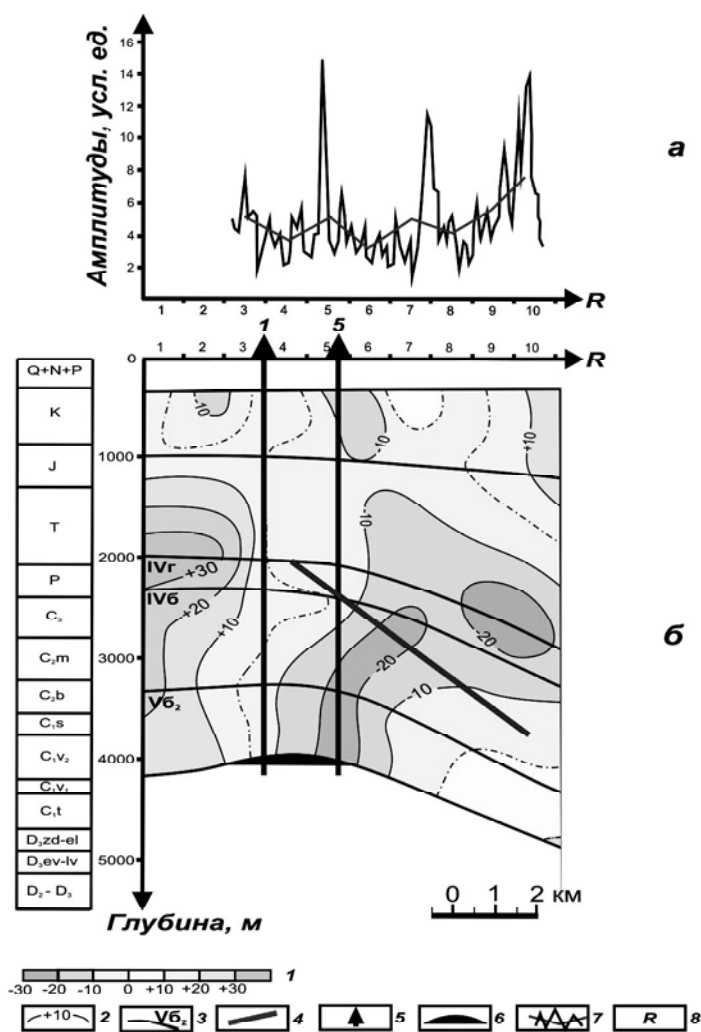 Амплитуды, усл. ед.
16
14
12
10
8
6
4
2
а
1 2 3 4 5 6 7 8 9 10 R
1 5
0 1 2 3 4 5 6 7 8 9 10 R
Q+N+P
K
J
T
P
C₂m
C₂b
C₁s
C₁v₂
C₁v₁
C₁t
D₃zd-el
D₃ev-lv
D₂ - D₃
1000
2000
3000
4000
5000
-10
-10
+10
-10
IVг
+30
IVб
+20
+10
-20
-20
-10
Vб₂
б
0 1 2 км
Глубина, м
-30 -20 -10 0 +10 +20 +30 1
+10 2 Vб₂ 3 4 5 6 7 R 8